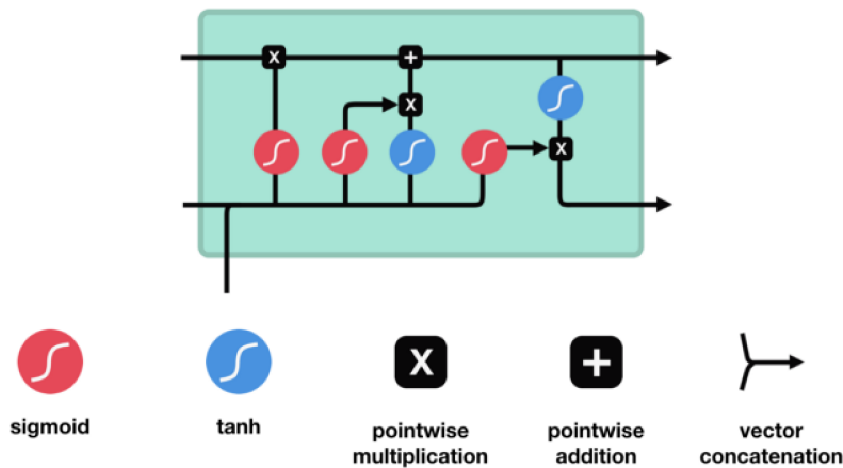 X
+
X
X
X
+
sigmoid
tanh
pointwise
multiplication
pointwise
addition
vector
concatenation